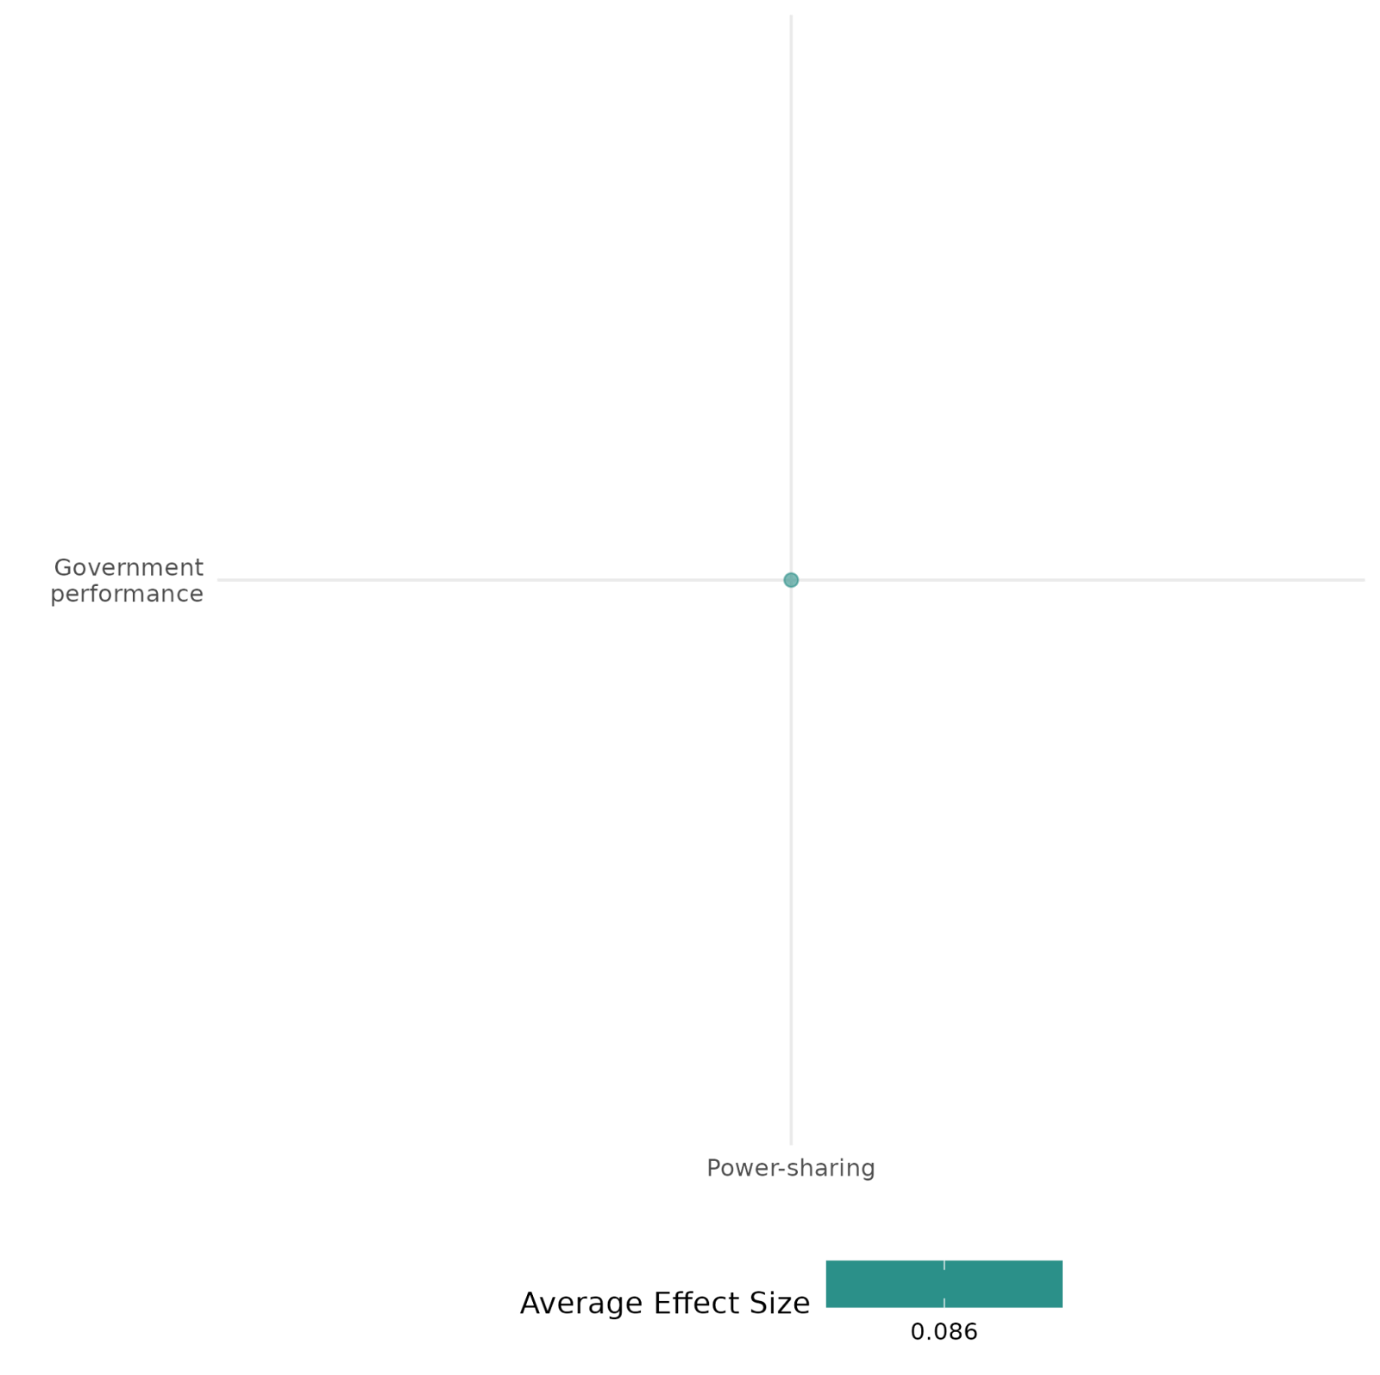 Government
performance
Power-sharing
Average Effect Size
0.086